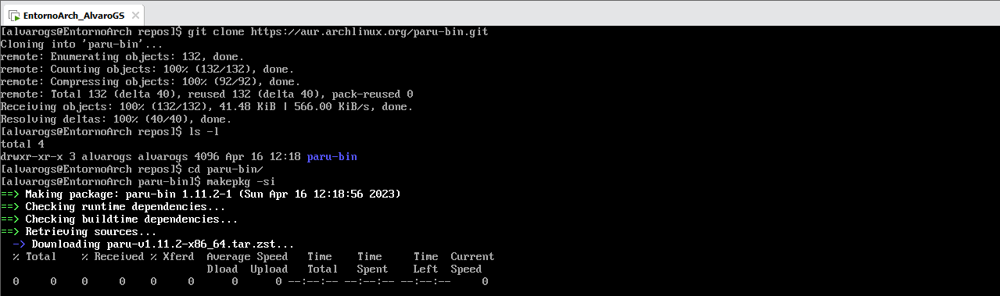 EntornoArch_AlvaroGS
[alvarogs@EntornoArch repos]$ git clone https://aur.archlinux.org/paru-bin.git
Cloning into 'paru-bin'...
remote: Enumerating objects: 132, done.
remote: Counting objects: 100% (132/132), done.
remote: Compressing objects: 100% (92/92), done.
remote: Total 132 (delta 40), reused 132 (delta 40), pack-reused 0
Receiving objects: 100% (132/132), 41.48 KiB | 566.00 KiB/s, done.
Resolving deltas: 100% (40/40), done.
[alvarogs@EntornoArch repos]$ ls -l
total 4
drwxr-xr-x 3 alvarogs alvarogs 4096 Apr 16 12:18 paru-bin
[alvarogs@EntornoArch repos]$ cd paru-bin/
[alvarogs@EntornoArch paru-bin]$ makepkg -si
==> Making package: paru-bin 1.11.2-1 (Sun Apr 16 12:18:56 2023)
==> Checking runtime dependencies...
==> Checking buildtime dependencies...
==> Retrieving sources...
  -> Downloading paru-v1.11.2-x86_64.tar.zst...
  % Total    % Received % Xferd  Average Speed   Time    Time     Time  Current
                                 Dload  Upload   Total   Spent    Left  Speed
  0     0    0     0    0     0      0      0 --:--:-- --:--:-- --:--:--     0